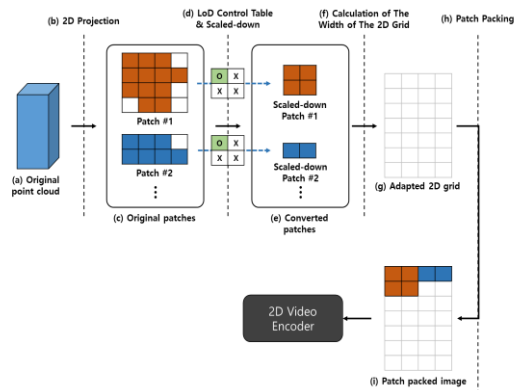 (b) 2D Projection
(d) LoD Control Table
& Scaled-down
(f) Calculation of The
Width of The 2D Grid
(h) Patch Packing
O X
X X
Patch #1
Scaled-down
Patch #1
O X
X X
Patch #2
Scaled-down
Patch #2
(a) Original
point cloud
(c) Original patches
(e) Converted
patches
(g) Adapted 2D grid
2D Video
Encoder
(i) Patch packed image